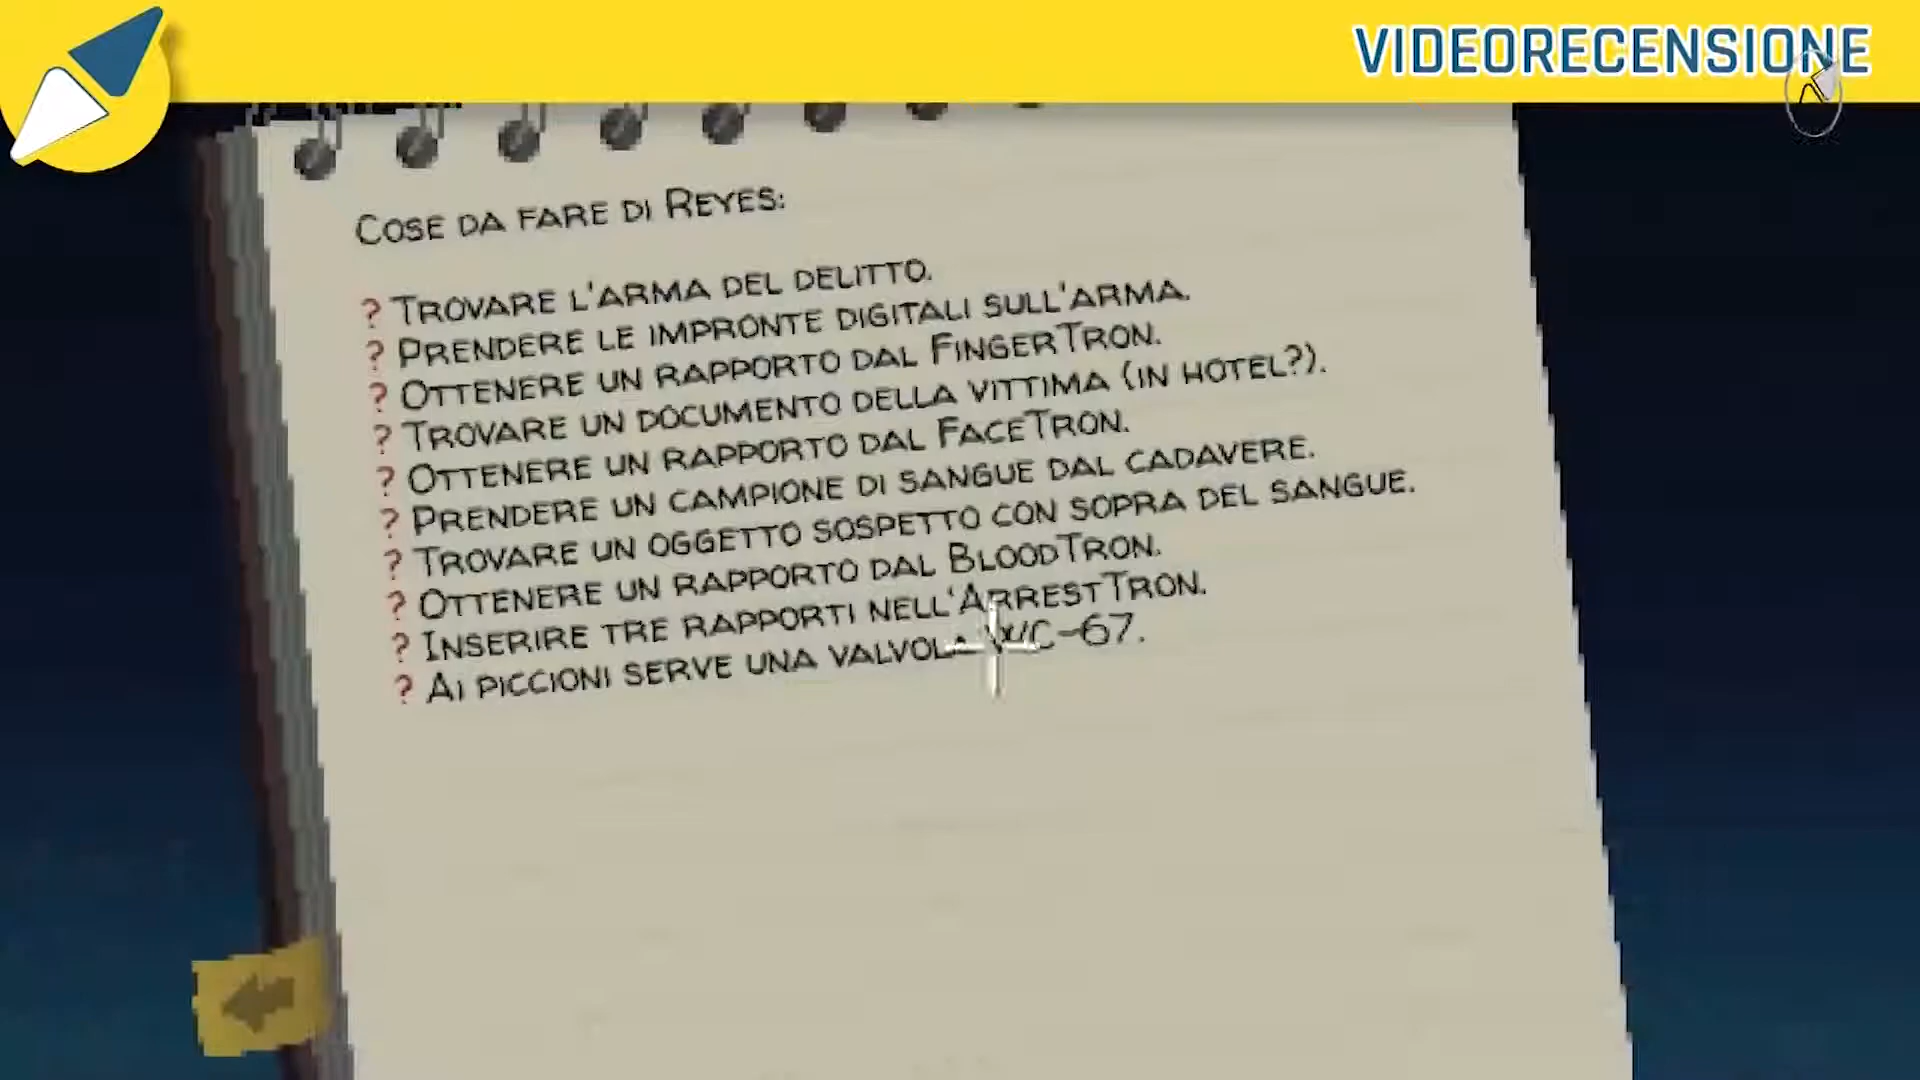 VIDEORECENSIONE
COSE DA FARE DI REYES:
? TROVARE L'ARMA DEL DELITTO.
? PRENDERE LE IMPRONTE DIGITALI SULL'ARMA.
? OTTENERE UN RAPPORTO DAL FINGERTRON.
? TROVARE UN DOCUMENTO DELLA VITTIMA (IN HOTEL?).
? OTTENERE UN RAPPORTO DAL FACETRON.
? PRENDERE UN CAMPIONE DI SANGUE DAL CADAVERE.
? TROVARE UN OGGETTO SOSPETTO CON SOPRA DEL SANGUE.
? OTTENERE UN RAPPORTO DAL BLOODTRON.
? INSERIRE TRE RAPPORTI NELL'ARRESTTRON.
? AI PICCIONI SERVE UNA VALVOLA